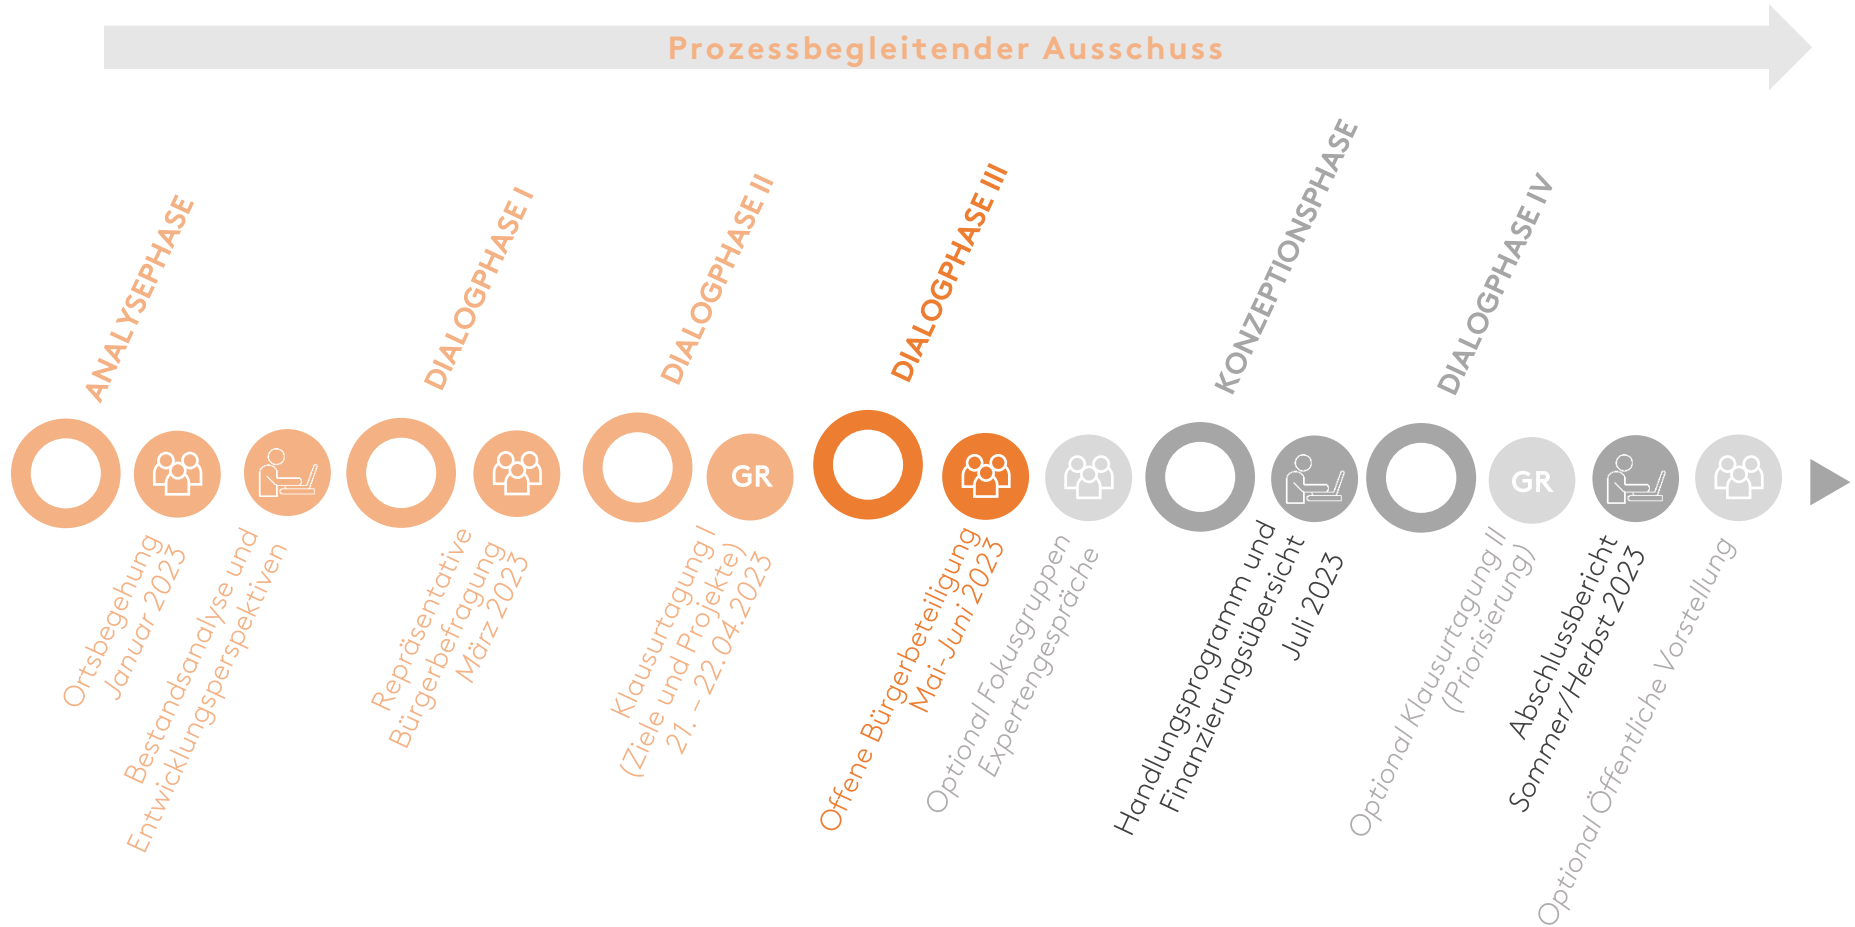 Prozessbegleitender Ausschuss
ANALYSEPHASE
DIALOGPHASE I
DIALOGPHASE II
DIALOGPHASE III
KONZEPTIONSPHASE
DIALOGPHASE IV
GR
GR
Ortsbegehung
Januar 2023
Bestandsanalyse und
Entwicklungsperspektiven
Repräsentative
Bürgerbefragung
März 2023
Klausurtagung I
(Ziele und Projekte)
21. – 22.04.2023
Offene Bürgerbeteiligung
Mai-Juni 2023
Optional Fokusgruppen
Expertengespräche
Handlungsprogramm und
Finanzierungsübersicht
Juli 2023
Optional Klausurtagung II
(Priorisierung)
Abschlussbericht
Sommer/Herbst 2023
Optional Öffentliche Vorstellung